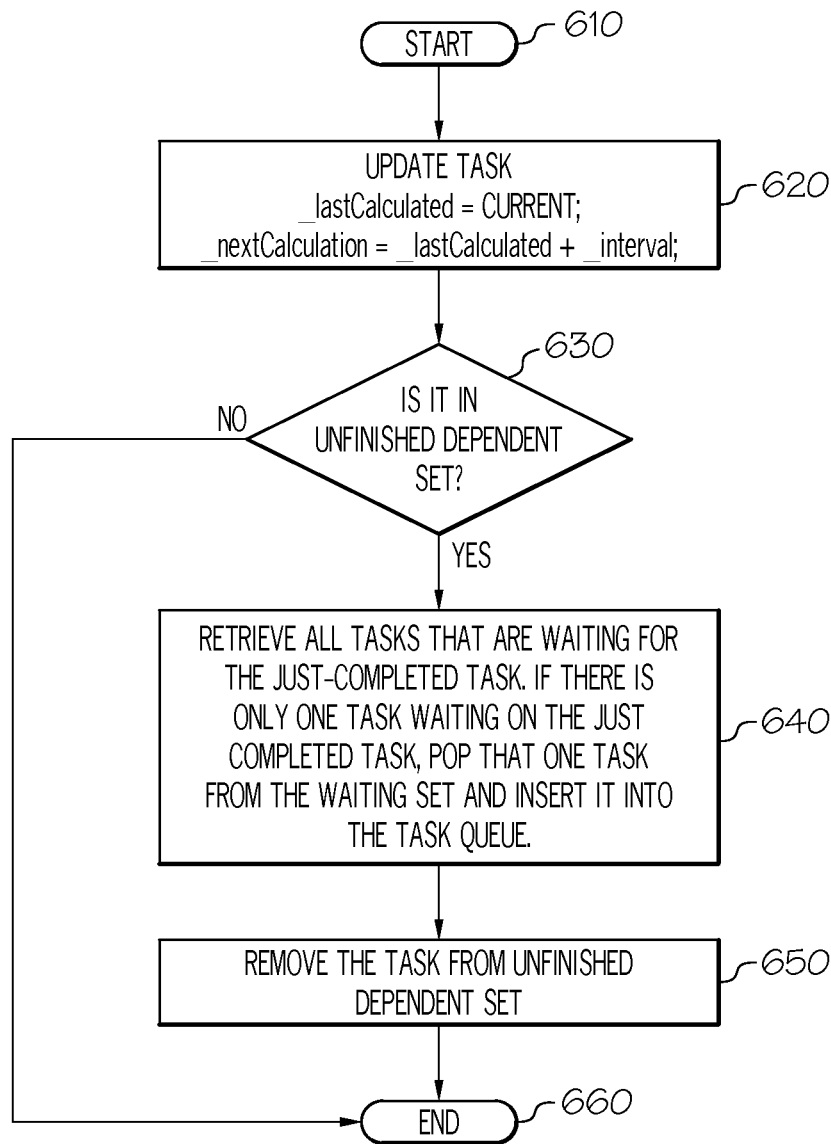 START
610
UPDATE TASK
_lastCalculated = CURRENT;
_nextCalculation = _lastCalculated + _interval;
620
630
IS IT IN
UNFINISHED DEPENDENT
SET?
NO
YES
RETRIEVE ALL TASKS THAT ARE WAITING FOR
THE JUST-COMPLETED TASK. IF THERE IS
ONLY ONE TASK WAITING ON THE JUST
COMPLETED TASK, POP THAT ONE TASK
FROM THE WAITING SET AND INSERT IT INTO
THE TASK QUEUE.
640
REMOVE THE TASK FROM UNFINISHED
DEPENDENT SET
650
END
660